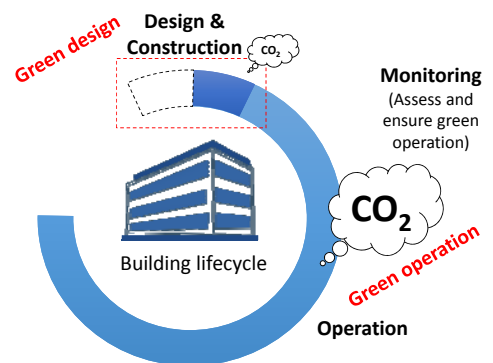 Green design
Design &
Construction
CO₂
Monitoring
(Assess and
ensure green
operation)
CO₂
Green operation
Building lifecycle
Operation